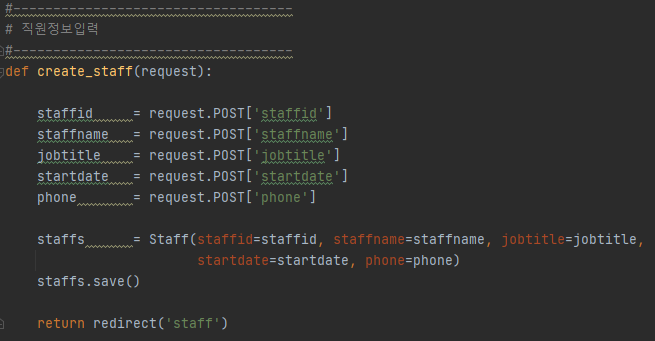 #-----------------------------------
# 직원정보입력
#-----------------------------------
def create_staff(request):

    staffid     = request.POST['staffid']
    staffname   = request.POST['staffname']
    jobtitle    = request.POST['jobtitle']
    startdate   = request.POST['startdate']
    phone       = request.POST['phone']

    staffs      = Staff(staffid=staffid, staffname=staffname, jobtitle=jobtitle,
                        startdate=startdate, phone=phone)
    staffs.save()

    return redirect('staff')